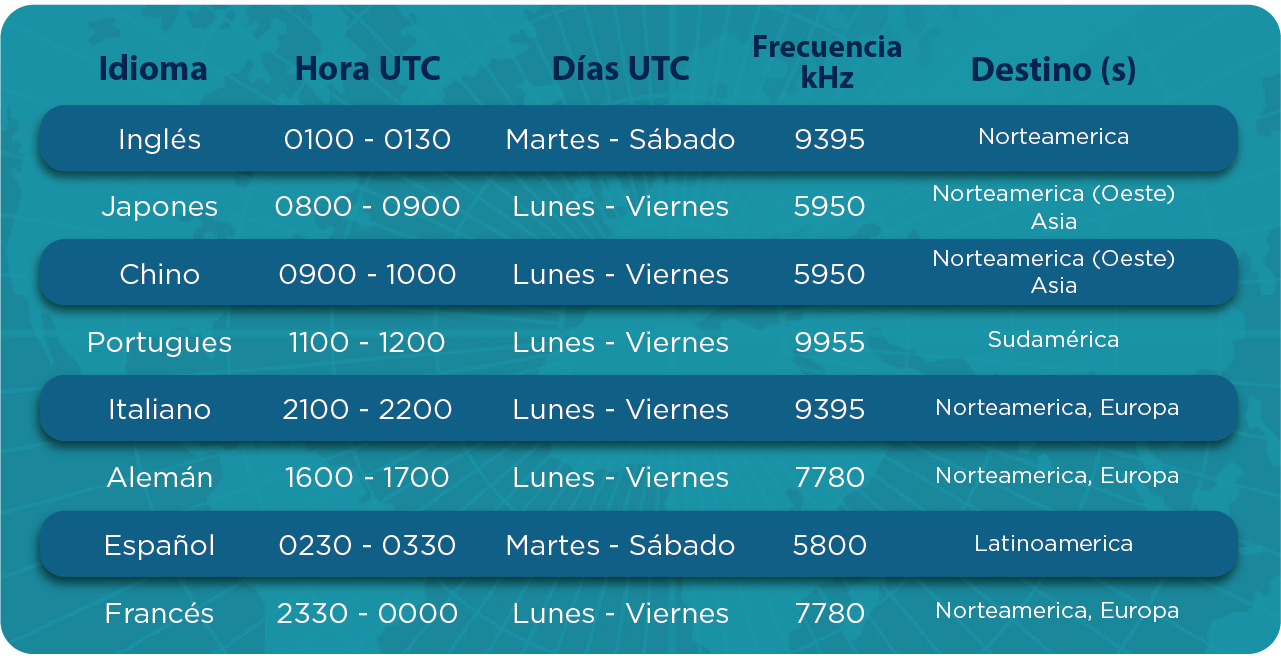 Idioma Hora UTC Días UTC Frecuencia kHz Destino (s)
Inglés 0100 - 0130 Martes - Sábado 9395 Norteamerica
Japones 0800 - 0900 Lunes - Viernes 5950 Norteamerica (Oeste)
Asia
Chino 0900 - 1000 Lunes - Viernes 5950 Norteamerica (Oeste)
Asia
Portugues 1100 - 1200 Lunes - Viernes 9955 Sudamérica
Italiano 2100 - 2200 Lunes - Viernes 9395 Norteamerica, Europa
Alemán 1600 - 1700 Lunes - Viernes 7780 Norteamerica, Europa
Español 0230 - 0330 Martes - Sábado 5800 Latinoamerica
Francés 2330 - 0000 Lunes - Viernes 7780 Norteamerica, Europa